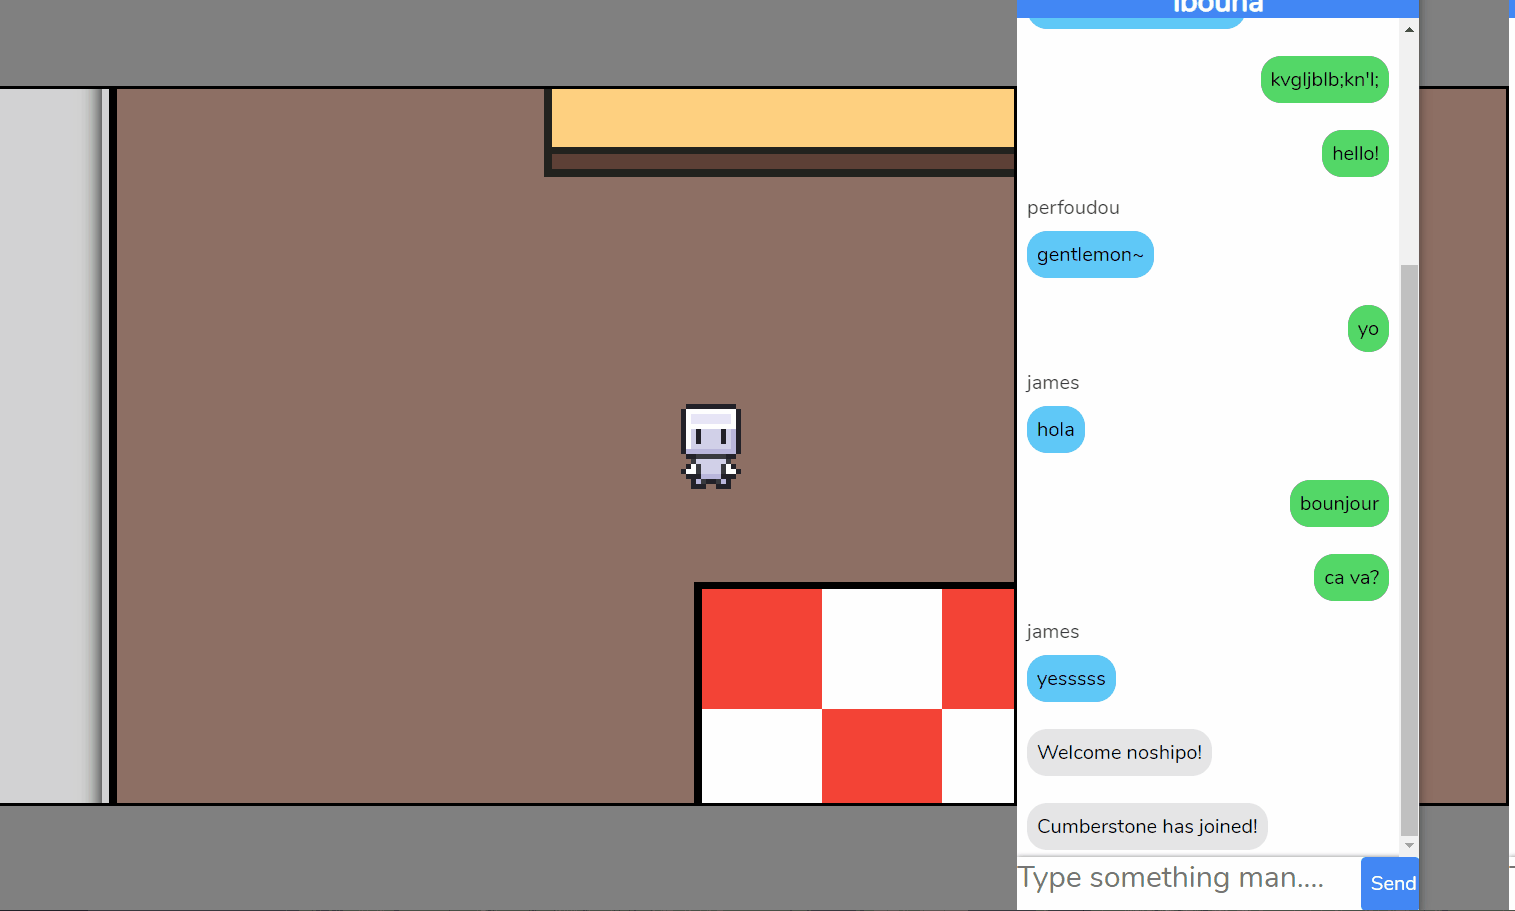 kvgljblb;kn'l;
hello!
perfoudou
gentlemon~
yo
james
hola
bounjour
ca va?
james
yesssss
Welcome noshipo!
Cumberstone has joined!
Type something man....
Send